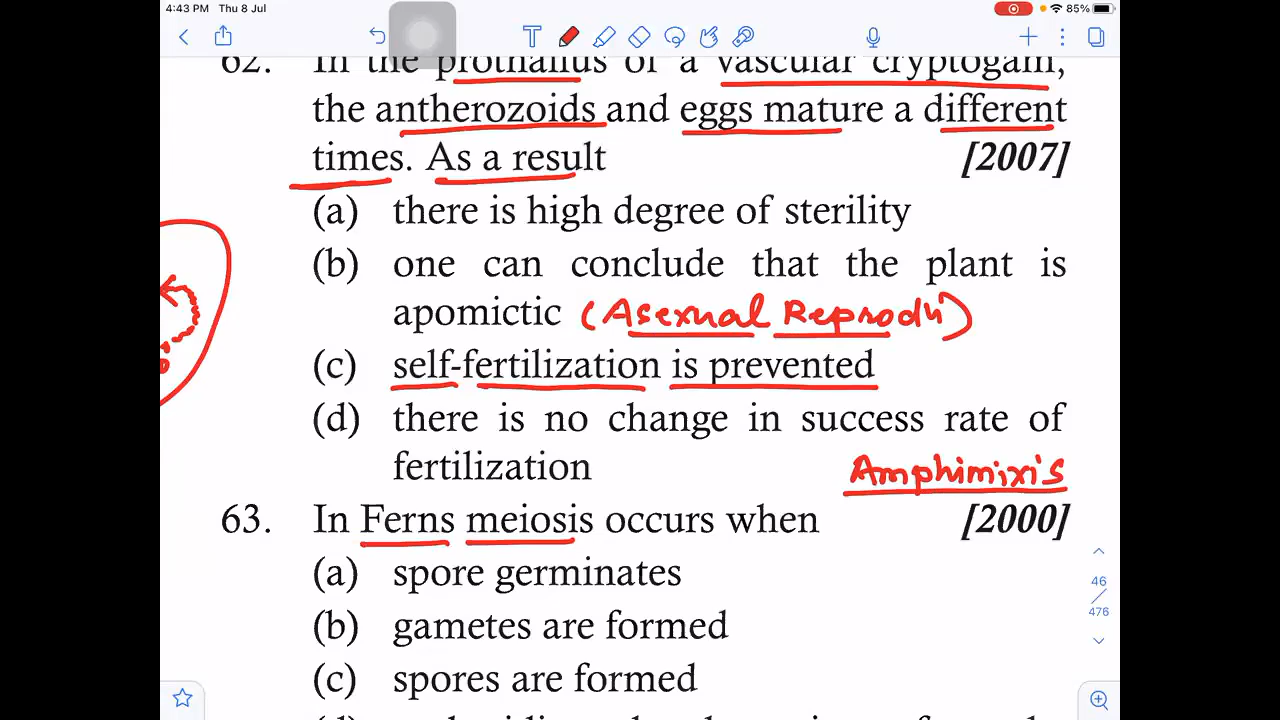 4:43 PM Thu 8 Jul
85%
T
62. In the prothallus of a vascular cryptogam,
the antherozoids and eggs mature a different
times. As a result [2007]
(a) there is high degree of sterility
(b) one can conclude that the plant is
apomictic (Asexual Reprodun)
(c) self-fertilization is prevented
(d) there is no change in success rate of
fertilization Amphimixis
63. In Ferns meiosis occurs when [2000]
(a) spore germinates
(b) gametes are formed
(c) spores are formed
46
476